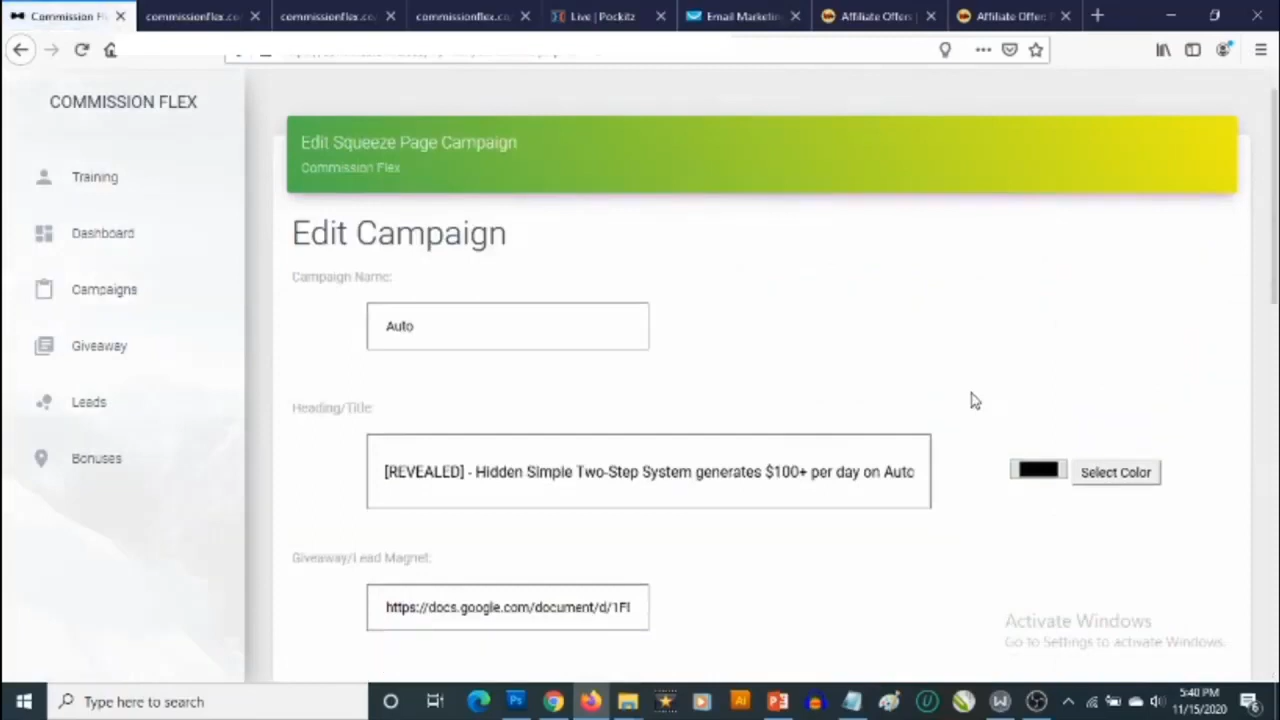 Commission F
commissionflex.co
commissionflex.co
commissionflex.co
Live | Pockitz
Email Marketin
Affiliate Offer
Affiliate Offer
COMMISSION FLEX
Training
Dashboard
Campaigns
Giveaway
Leads
Bonuses
Edit Squeeze Page Campaign
Commission Flex
Edit Campaign
Campaign Name:
Auto
Heading/Title:
[REVEALED] - Hidden Simple Two-Step System generates $100+ per day on Auto
Select Color
Giveaway/Lead Magnet:
https://docs.google.com/document/d/1Fl
Activate Windows
Go to Settings to activate Windows.
Type here to search
5:40 PM
11/15/2020
6